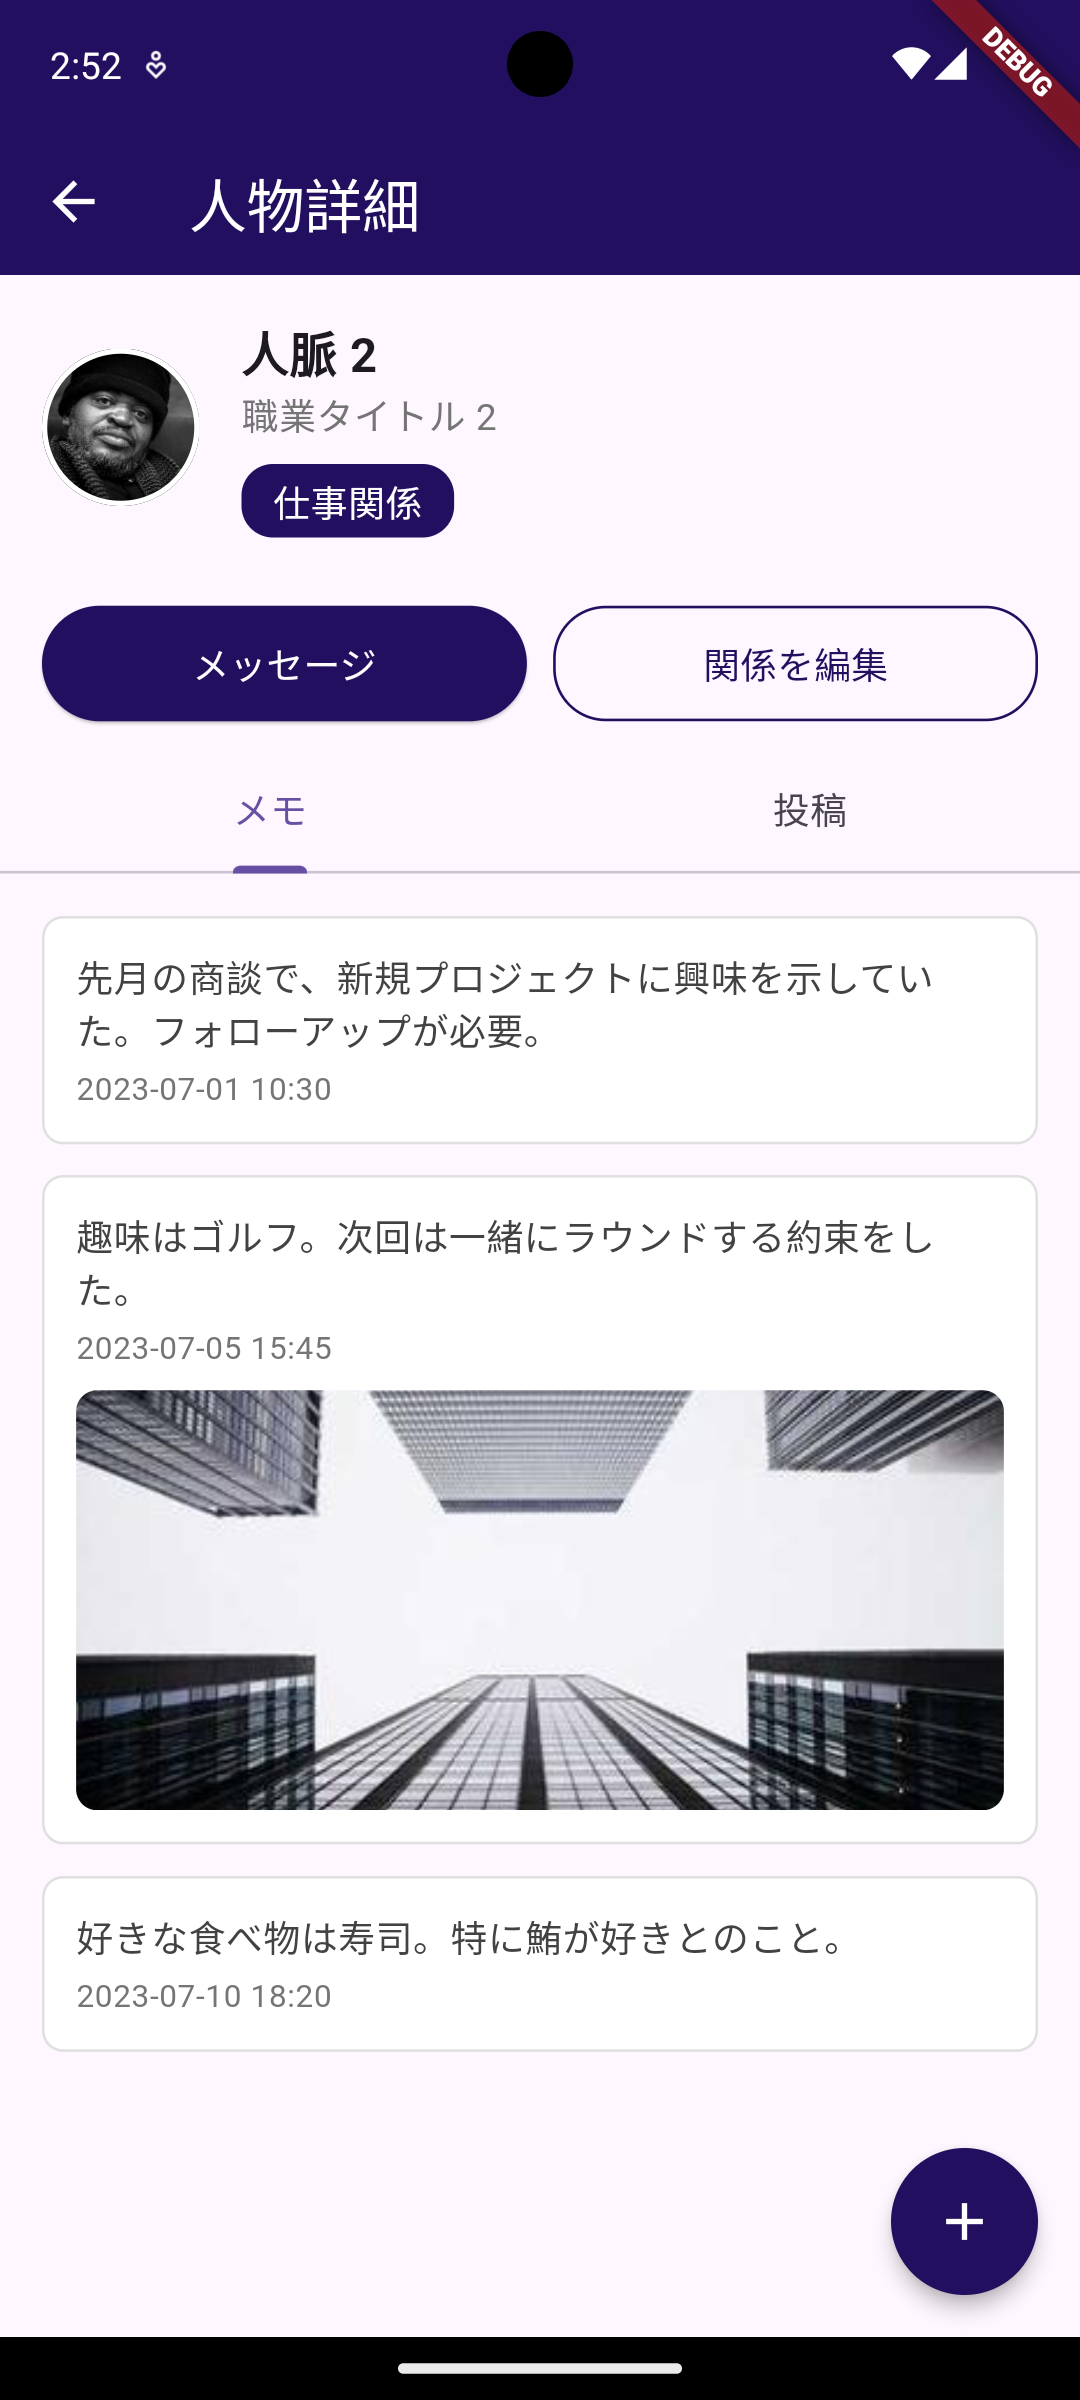 2:52
DEBUG
人物詳細
人脈 2
職業タイトル 2
仕事関係
メッセージ
関係を編集
メモ
投稿
先月の商談で、新規プロジェクトに興味を示してい
た。フォローアップが必要。
2023-07-01 10:30
趣味はゴルフ。次回は一緒にラウンドする約束をし
た。
2023-07-05 15:45
好きな食べ物は寿司。特に鮪が好きとのこと。
2023-07-10 18:20